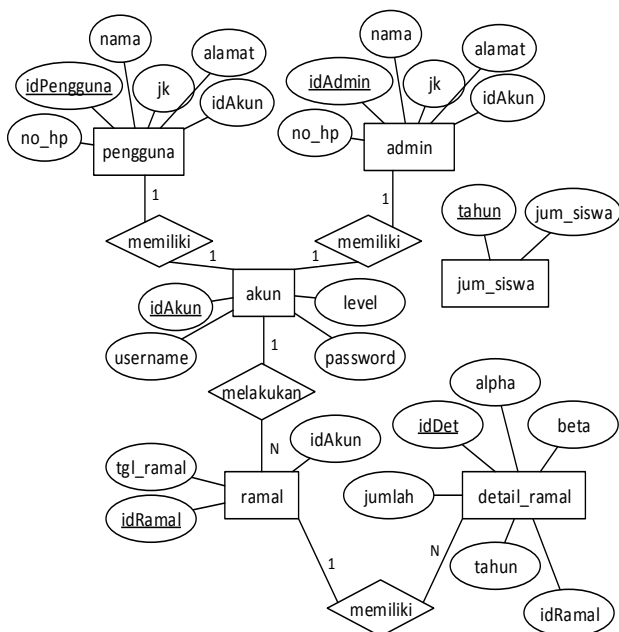 nama
alamat
idPengguna
jk
idAkun
no_hp
pengguna
nama
alamat
idAdmin
jk
idAkun
no_hp
admin
1
1
memiliki
memiliki
1
1
tahun
jum_siswa
jum_siswa
akun
idAkun
level
username
password
1
melakukan
N
alpha
idDet
beta
tgl_ramal
idAkun
idRamal
ramal
jumlah
detail_ramal
1
N
tahun
memiliki
idRamal